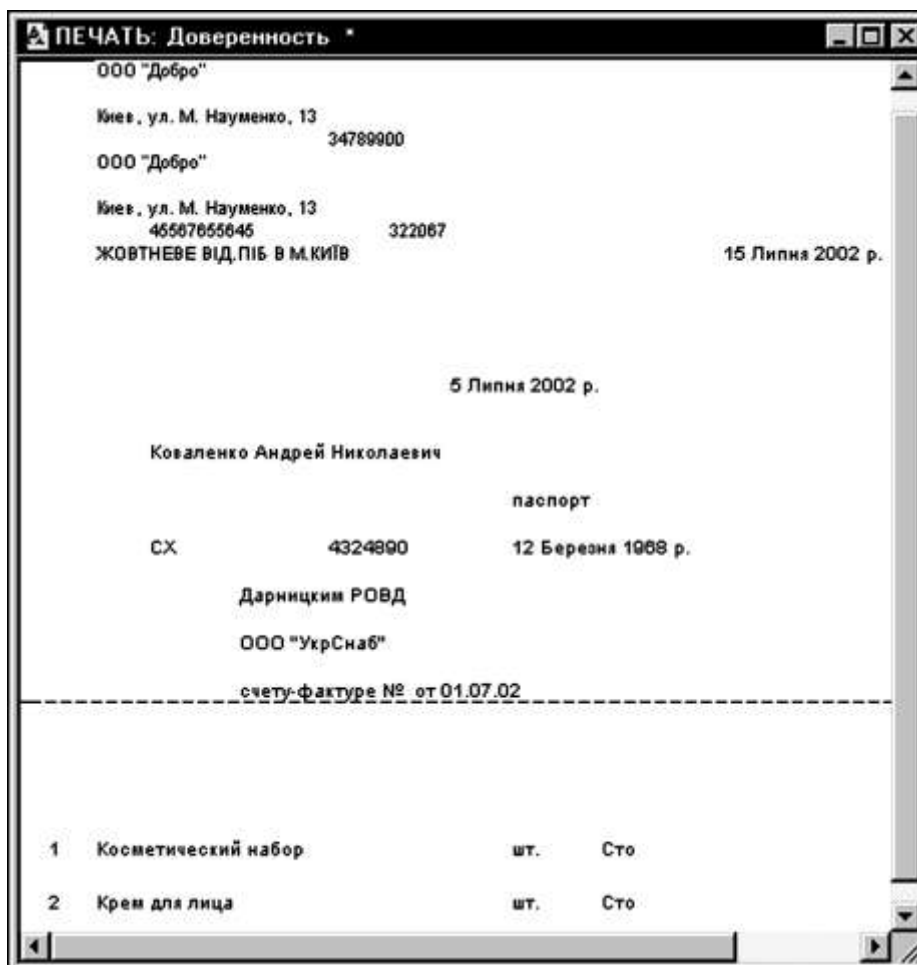 ПЕЧАТЬ: Доверенность *
ООО "Добро"
Киев, ул. М. Науменко, 13
34789900
ООО "Добро"
Киев, ул. М. Науменко, 13
45567655645 322067
ЖОВТНЕВЕ ВІД.ПІБ В М.КИЇВ 15 Липня 2002 р.
5 Липня 2002 р.
Коваленко Андрей Николаевич
паспорт
СХ 4324890 12 Березня 1968 р.
Дарницким РОВД
ООО "УкрСнаб"
счету-фактуре № от 01.07.02
1 Косметический набор шт. Сто
2 Крем для лица шт. Сто